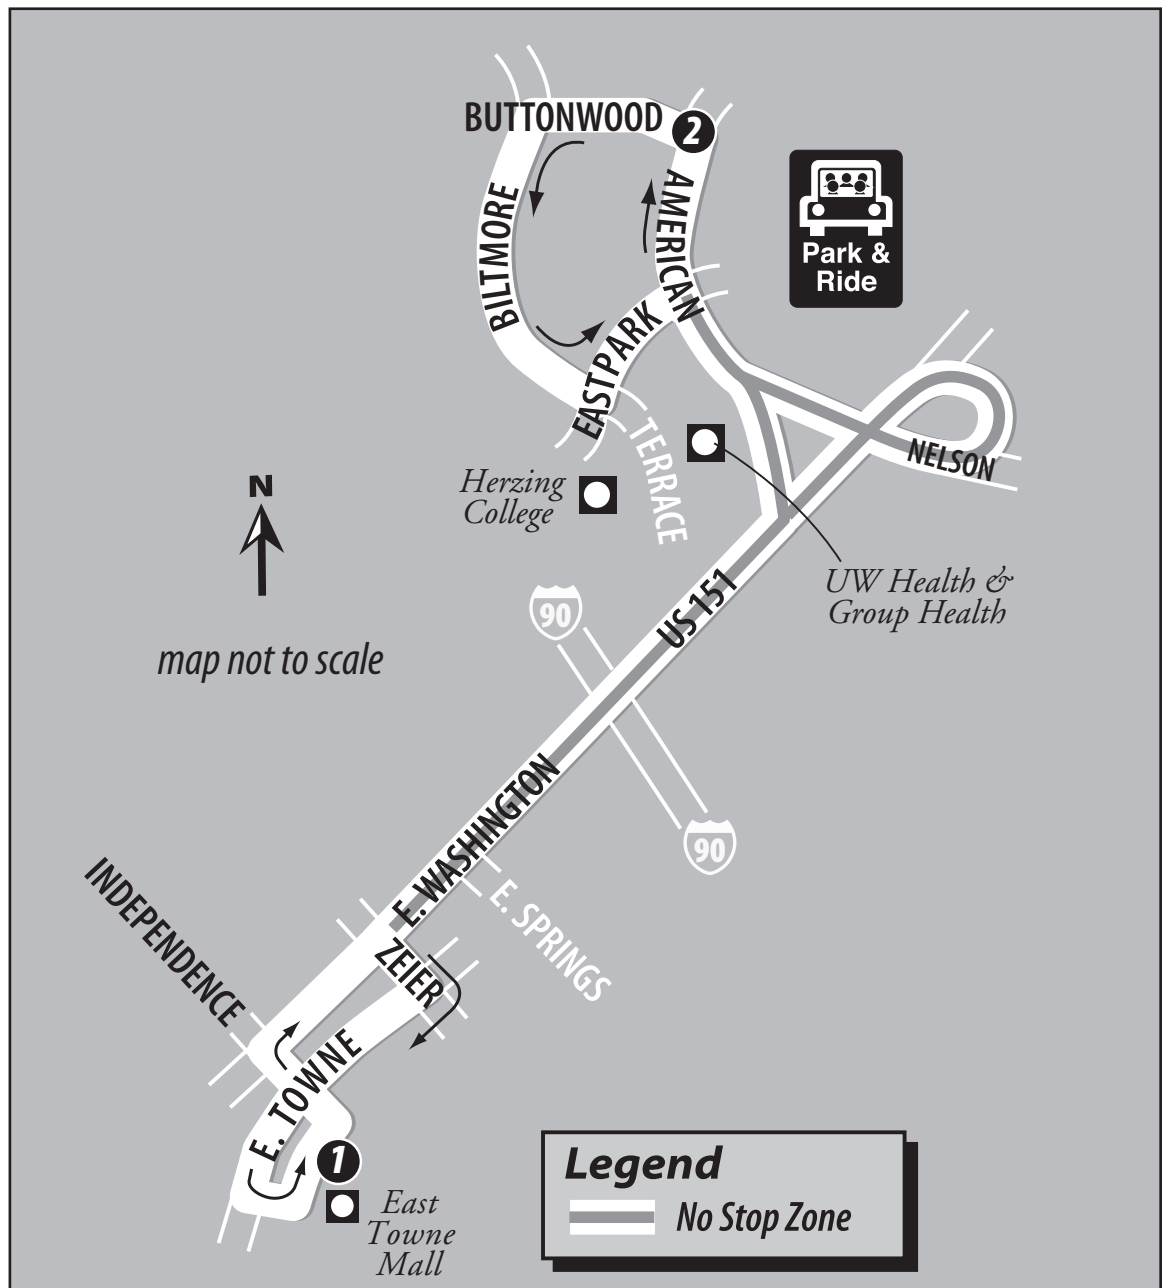 BUTTONWOOD
2
AMERICAN
BILTMORE
Park &
Ride
EASTPARK
TERRACE
NELSON
Herzing
College
N
UW Health &
Group Health
90
US 151
map not to scale
E. WASHINGTON
90
INDEPENDENCE
E. SPRINGS
ZEIER
E. TOWNE
1
East
Towne
Mall
Legend
No Stop Zone